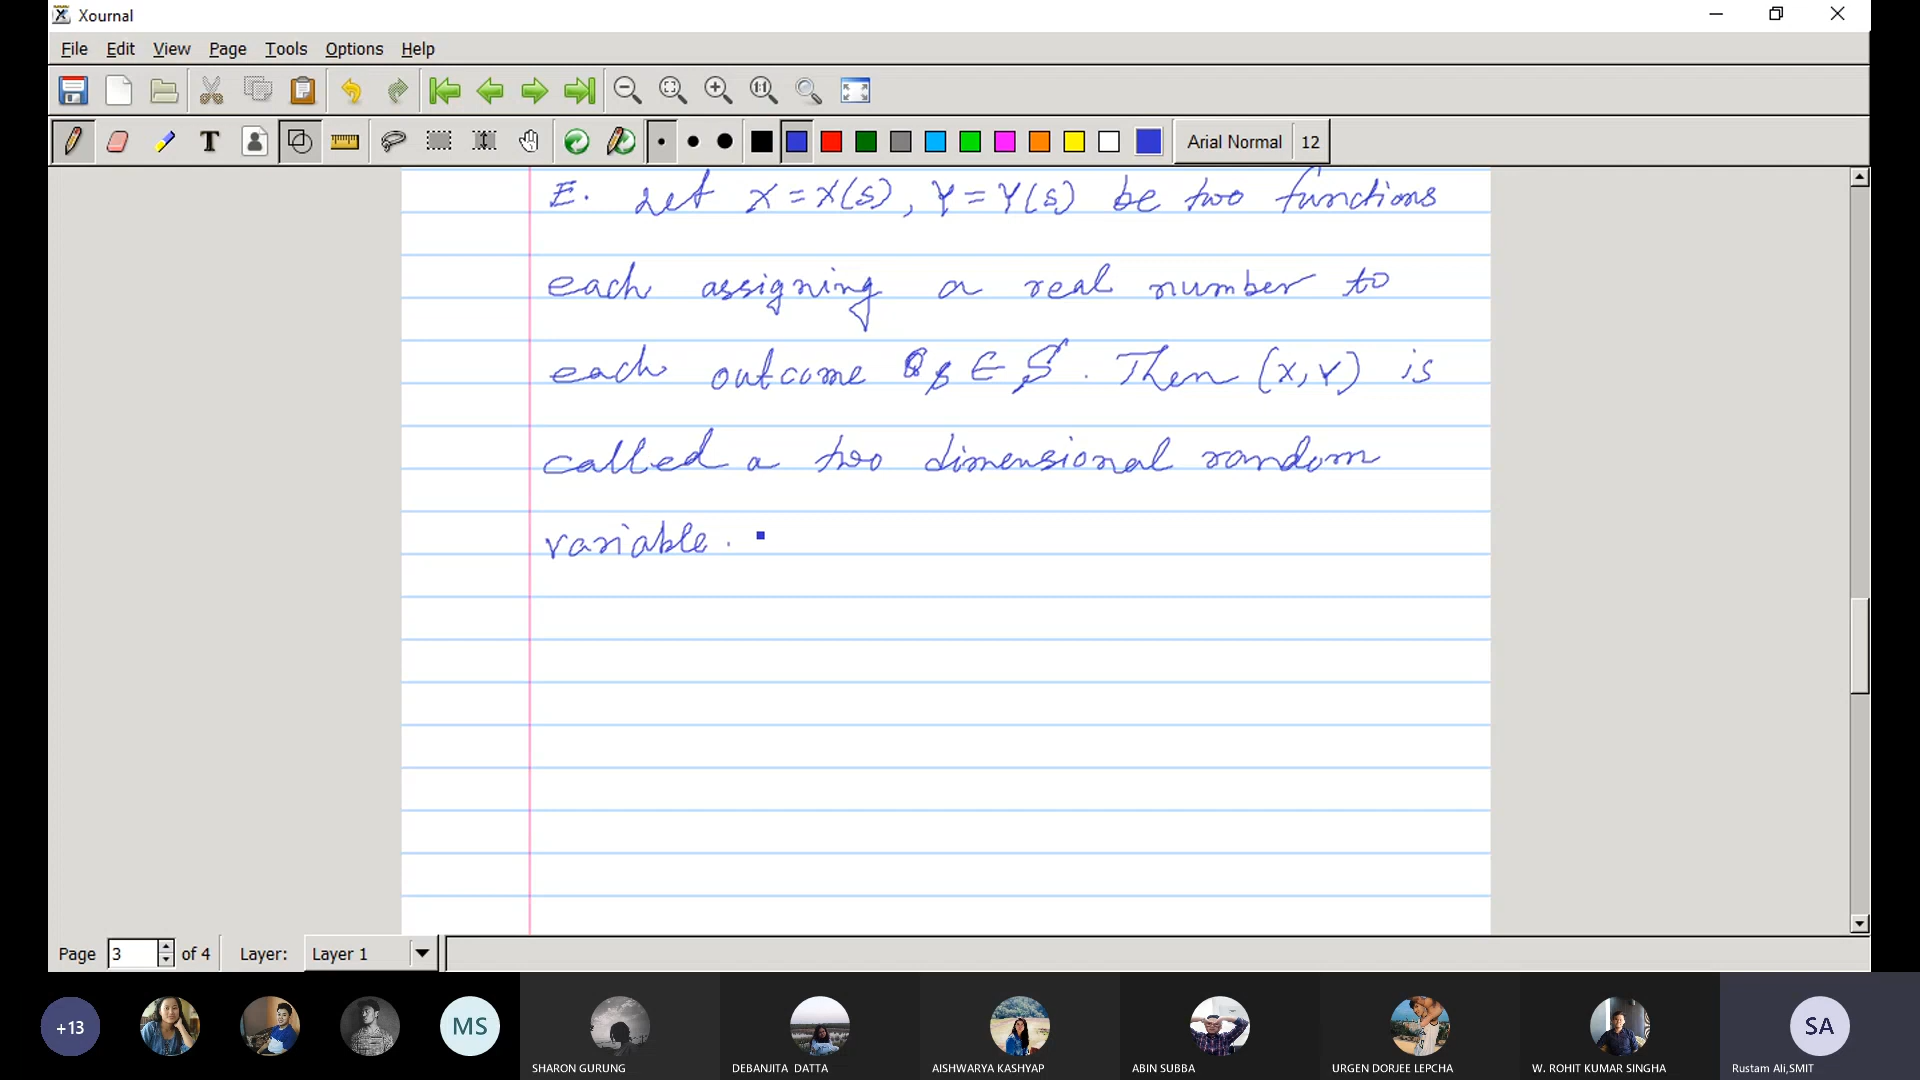 Xournal
File Edit View Page Tools Options Help
Arial Normal 12
E. Let X = X(s), Y = Y(s) be two functions
each assigning a real number to
each outcome s ∈ S. Then (X, Y) is
called a two dimensional random
variable.
Page 3 of 4 Layer: Layer 1
+13 MS SA
SHARON GURUNG DEBANJITA DATTA AISHWARYA KASHYAP ABIN SUBBA URGEN DORJEE LEPCHA W. ROHIT KUMAR SINGHA Rustam Ali,SMIT